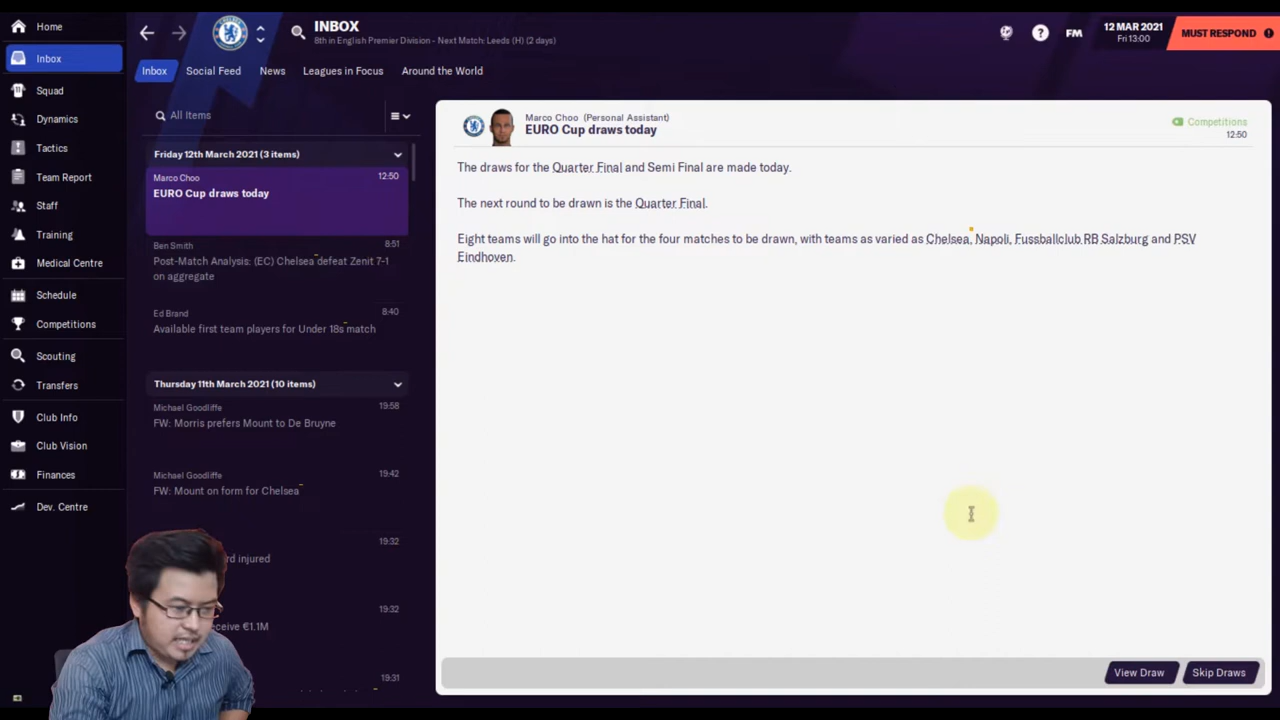 Home
Inbox
Squad
Dynamics
Tactics
Team Report
Staff
Training
Medical Centre
Schedule
Competitions
Scouting
Transfers
Club Info
Club Vision
Finances
Dev. Centre
INBOX
8th in English Premier Division - Next Match: Leeds (H) (2 days)
?
FM
12 MAR 2021
Fri 13:00
MUST RESPOND
Inbox
Social Feed
News
Leagues in Focus
Around the World
All Items
Friday 12th March 2021 (3 items)
Marco Choo 12:50
EURO Cup draws today
Ben Smith 8:51
Post-Match Analysis: (EC) Chelsea defeat Zenit 7-1
on aggregate
Ed Brand 8:40
Available first team players for Under 18s match
Thursday 11th March 2021 (10 items)
Michael Goodliffe 19:58
FW: Morris prefers Mount to De Bruyne
Michael Goodliffe 19:42
FW: Mount on form for Chelsea
19:32
rd injured
19:32
eceive €1.1M
19:31
Marco Choo (Personal Assistant)
EURO Cup draws today
Competitions
12:50
The draws for the Quarter Final and Semi Final are made today.
The next round to be drawn is the Quarter Final.
Eight teams will go into the hat for the four matches to be drawn, with teams as varied as Chelsea, Napoli, Fussballclub RB Salzburg and PSV
Eindhoven.
View Draw
Skip Draws